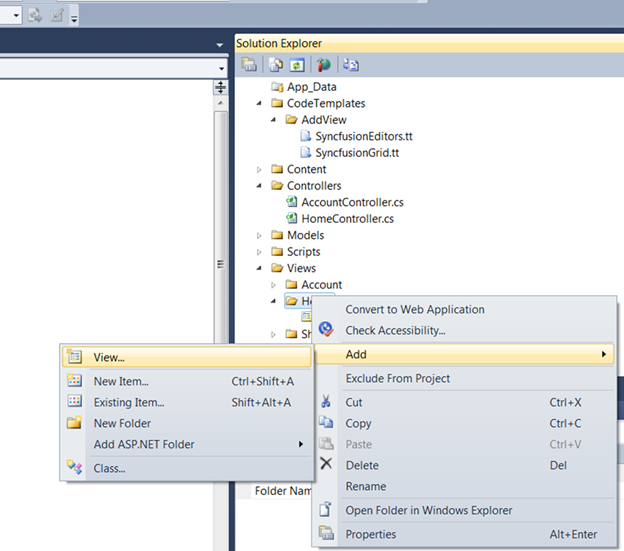 Solution Explorer
App_Data
CodeTemplates
AddView
SyncfusionEditors.tt
SyncfusionGrid.tt
Content
Controllers
AccountController.cs
HomeController.cs
Models
Scripts
Views
Account
Convert to Web Application
Check Accessibility...
Add
Exclude From Project
Cut Ctrl+X
Copy Ctrl+C
Paste Ctrl+V
Delete Del
Rename
Open Folder in Windows Explorer
Properties Alt+Enter
View...
New Item... Ctrl+Shift+A
Existing Item... Shift+Alt+A
New Folder
Add ASP.NET Folder
Class...
Folder